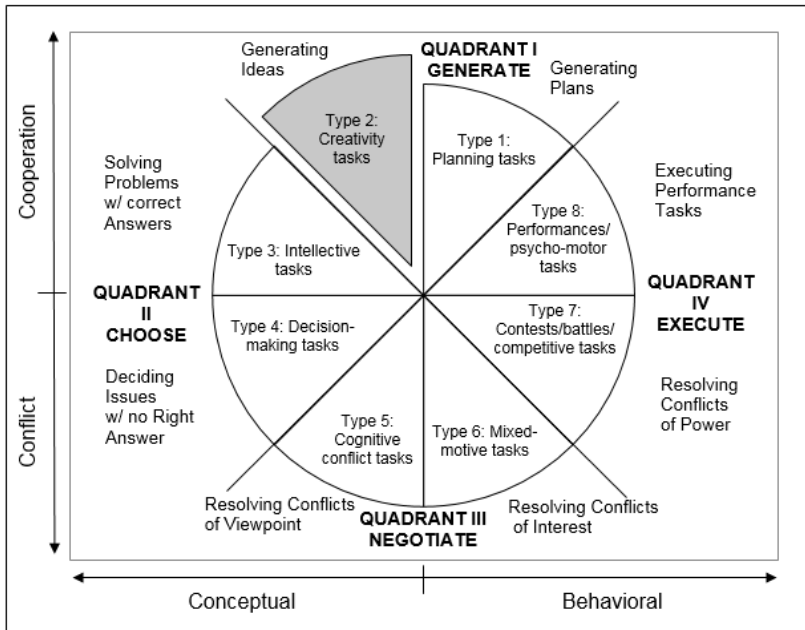 Generating
Ideas
QUADRANT I
GENERATE
Generating
Plans
Type 2:
Creativity
tasks
Type 1:
Planning tasks
Solving
Problems
w/ correct
Answers
Executing
Performance
Tasks
Type 3: Intellective
tasks
Type 8:
Performances/
psycho-motor
tasks
QUADRANT
II
CHOOSE
QUADRANT
IV
EXECUTE
Type 4: Decision-
making tasks
Type 7:
Contests/battles/
competitive tasks
Deciding
Issues
w/ no Right
Answer
Resolving
Conflicts
of Power
Type 5:
Cognitive
conflict tasks
Type 6: Mixed-
motive tasks
Resolving Conflicts
of Viewpoint
QUADRANT III
NEGOTIATE
Resolving Conflicts
of Interest
Cooperation
Conflict
Conceptual
Behavioral